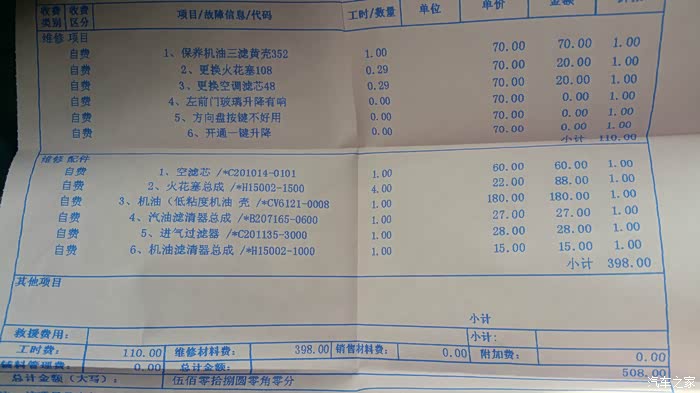 收费 收费 项目/故障信息/代码 工时/数量 单位 单价 金额
类别 区分
维修 项目
自费 1、保养机油三滤黄壳352 1.00 70.00 70.00 1.00
自费 2、更换火花塞108 0.29 70.00 20.00 1.00
自费 3、更换空调滤芯48 0.29 70.00 20.00 1.00
自费 4、左前门玻璃升降有响 0.00 70.00 0.00 1.00
自费 5、方向盘按键不好用 0.00 70.00 0.00 1.00
自费 6、开通一键升降 0.00 70.00 0.00 1.00
小计 110.00
维修 配件
自费 1、空滤芯 /*C201014-0101 1.00 60.00 60.00 1.00
自费 2、火花塞总成 /*H15002-1500 4.00 22.00 88.00 1.00
自费 3、机油（低粘度机油 壳 /*CV6121-0008 1.00 180.00 180.00 1.00
自费 4、汽油滤清器总成 /*B207165-0600 1.00 27.00 27.00 1.00
自费 5、进气过滤器 /*C201135-3000 1.00 28.00 28.00 1.00
自费 6、机油滤清器总成 /*H15002-1000 1.00 15.00 15.00 1.00
小计 398.00
其他项目
小计
救援费用： 小计：
工时费： 110.00 维修材料费： 398.00 销售材料费： 0.00 附加费： 0.00
辅料管理费： 0.00 总计金额： 508.00
总计金额（大写）： 伍佰零拾捌圆零角零分
汽车之家